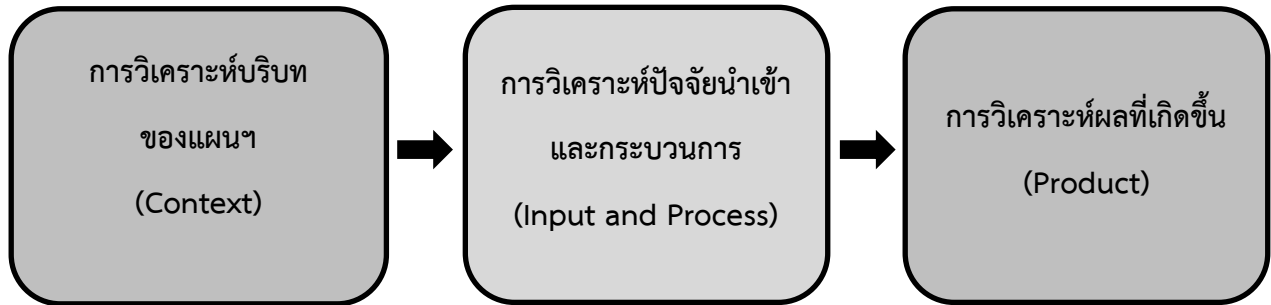 การวิเคราะห์บริบท
ของแผนฯ
(Context)
การวิเคราะห์ปัจจัยนำเข้า
และกระบวนการ
(Input and Process)
การวิเคราะห์ผลที่เกิดขึ้น
(Product)